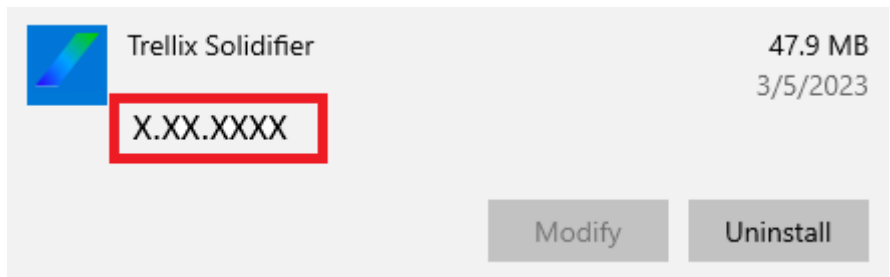 Trellix Solidifier
47.9 MB
3/5/2023
X.XX.XXXX
Modify
Uninstall